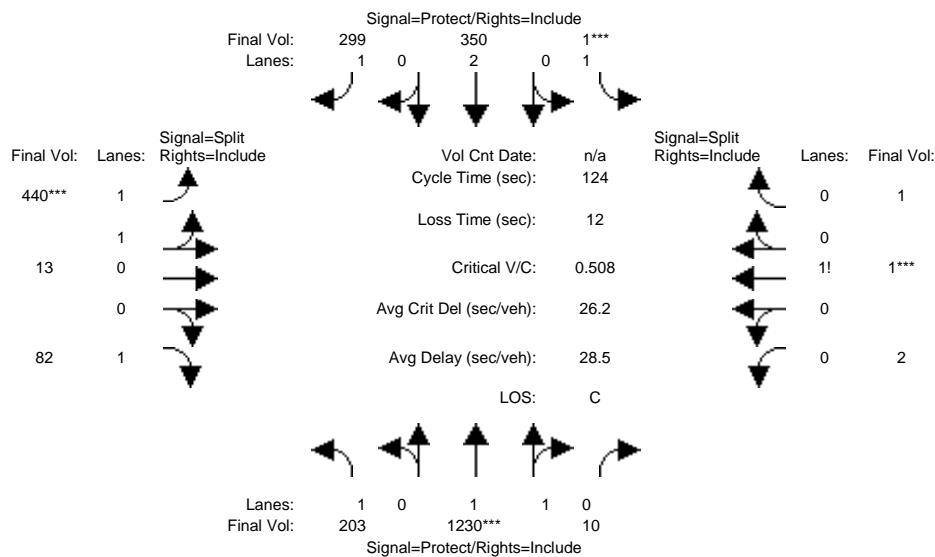 Signal=Protect/Rights=Include
Final Vol: 299 350 1***
Lanes: 1 0 2 0 1
Signal=Split
Final Vol: Lanes: Rights=Include
Vol Cnt Date: n/a
Signal=Split
Rights=Include Lanes: Final Vol:
Cycle Time (sec): 124
440*** 1
0 1
Loss Time (sec): 12
1
0
13 0
Critical V/C: 0.508
1! 1***
0
Avg Crit Del (sec/veh): 26.2
0
82 1
Avg Delay (sec/veh): 28.5
0 2
LOS: C
Lanes: 1 0 1 1 0
Final Vol: 203 1230*** 10
Signal=Protect/Rights=Include